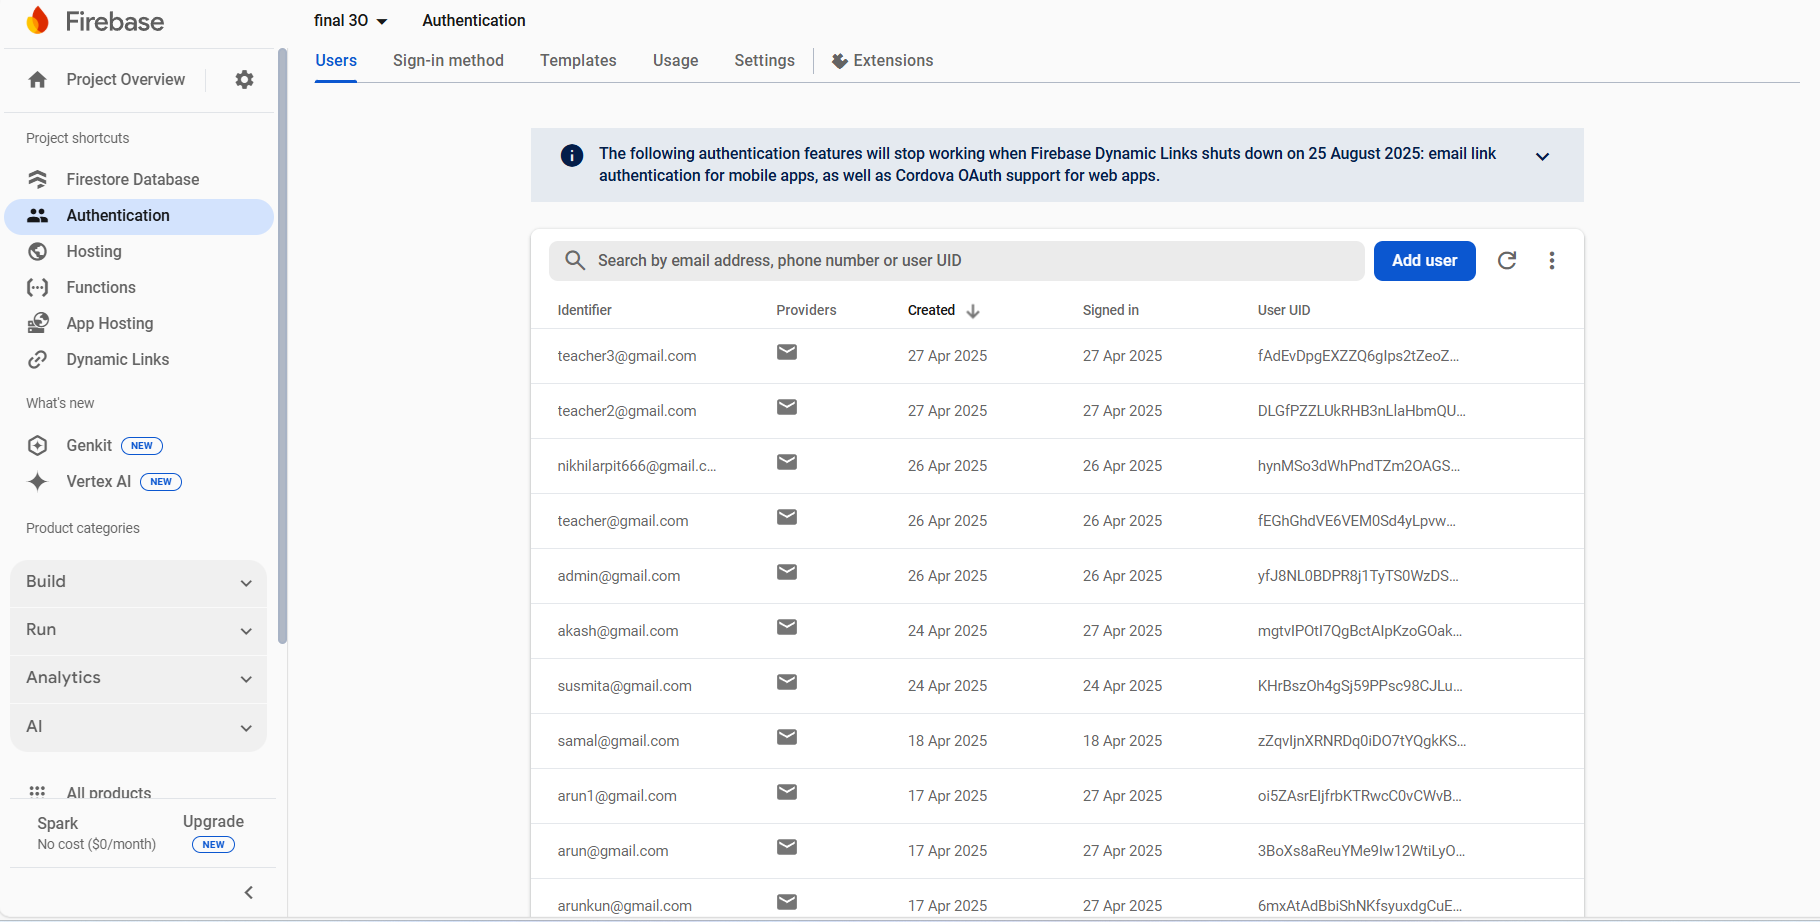 Firebase
final 3O
Authentication
Users
Sign-in method
Templates
Usage
Settings
Extensions
Project Overview
Project shortcuts
Firestore Database
Authentication
Hosting
Functions
App Hosting
Dynamic Links
What's new
Genkit NEW
Vertex AI NEW
Product categories
Build
Run
Analytics
AI
All products
Spark
No cost ($0/month)
Upgrade
NEW
The following authentication features will stop working when Firebase Dynamic Links shuts down on 25 August 2025: email link
authentication for mobile apps, as well as Cordova OAuth support for web apps.
Search by email address, phone number or user UID
Add user
Identifier Providers Created Signed in User UID
teacher3@gmail.com 27 Apr 2025 27 Apr 2025 fAdEvDpgEXZZQ6gIps2tZeoZ...
teacher2@gmail.com 27 Apr 2025 27 Apr 2025 DLGfPZZLUkRHB3nLlaHbmQU...
nikhilarpit666@gmail.c... 26 Apr 2025 26 Apr 2025 hynMSo3dWhPndTZm2OAGS...
teacher@gmail.com 26 Apr 2025 26 Apr 2025 fEGhGhdVE6VEM0Sd4yLpvw...
admin@gmail.com 26 Apr 2025 26 Apr 2025 yfJ8NL0BDPR8j1TyTS0WzDS...
akash@gmail.com 24 Apr 2025 27 Apr 2025 mgtvIPOtI7QgBctAIpKzoGOak...
susmita@gmail.com 24 Apr 2025 24 Apr 2025 KHrBszOh4gSj59PPsc98CJLu...
samal@gmail.com 18 Apr 2025 18 Apr 2025 zZqvIjnXRNRDq0iDO7tYQgkKS...
arun1@gmail.com 17 Apr 2025 27 Apr 2025 oi5ZAsrEIjfrbKTRwcC0vCWvB...
arun@gmail.com 17 Apr 2025 27 Apr 2025 3BoXs8aReuYMe9Iw12WtiLyO...
arunkun@gmail.com 17 Apr 2025 27 Apr 2025 6mxAtAdBbiShNKfsyuxdgCuE...